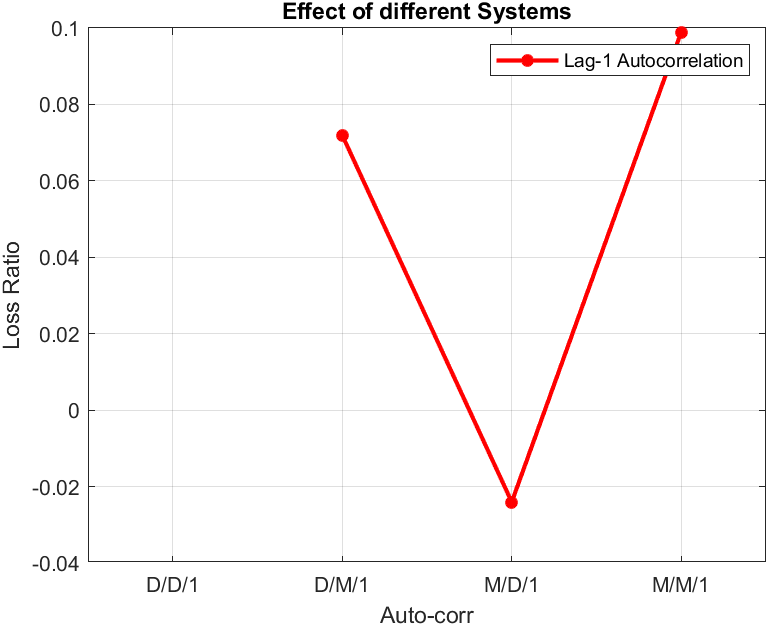 Effect of different Systems
Lag-1 Autocorrelation
0.1
0.08
0.06
0.04
0.02
0
-0.02
-0.04
Loss Ratio
D/D/1 D/M/1 M/D/1 M/M/1
Auto-corr